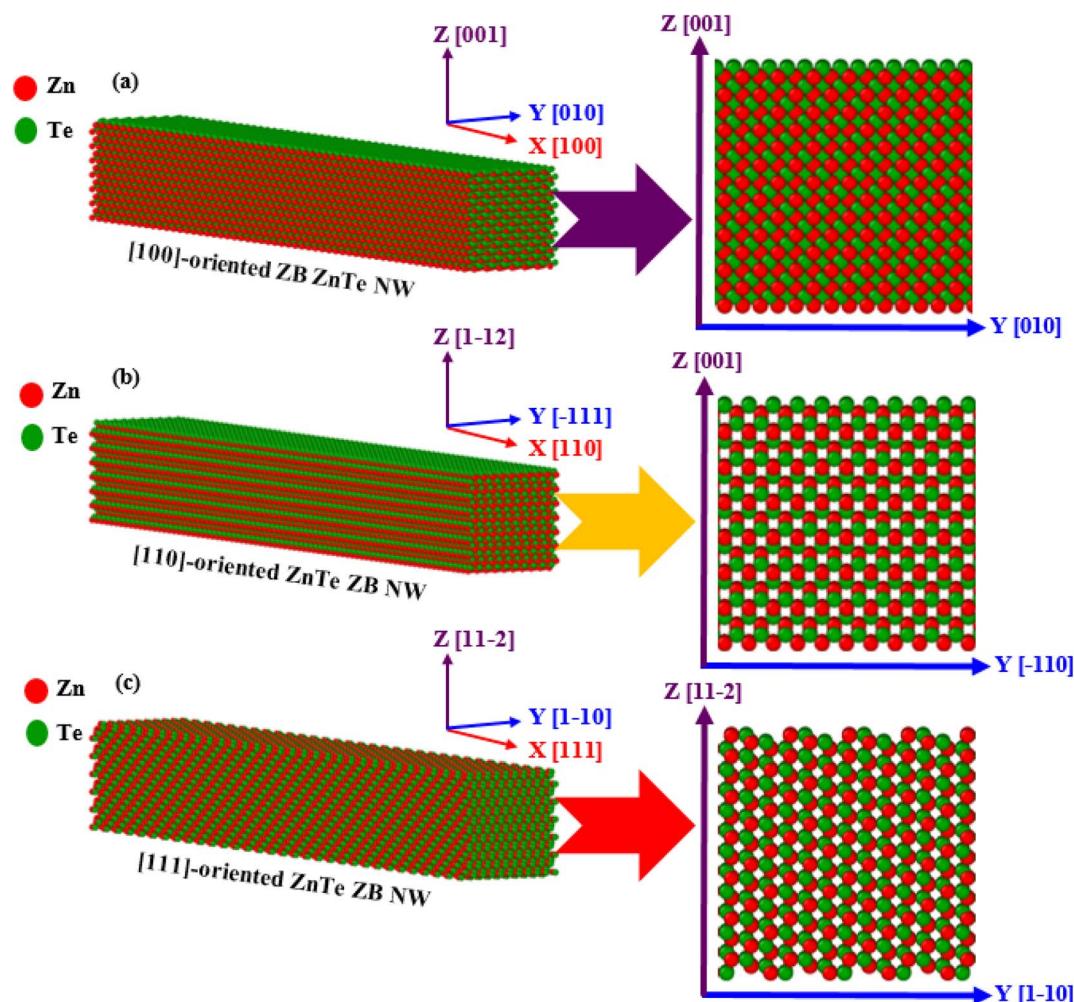 Z [001]
Z [001]
Zn
(a)
Te
Y [010]
X [100]
[100]-oriented ZB ZnTe NW
Y [010]
Z [1-12]
Z [001]
Zn
(b)
Te
Y [-111]
X [110]
[110]-oriented ZnTe ZB NW
Y [-110]
Z [11-2]
Z [11-2]
Zn
(c)
Te
Y [1-10]
X [111]
[111]-oriented ZnTe ZB NW
Y [1-10]